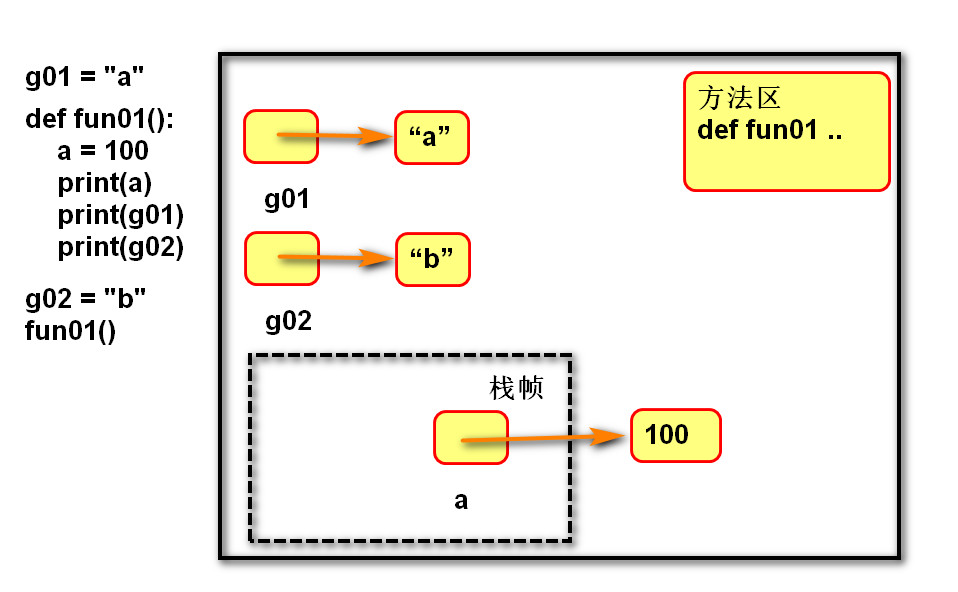 g01 = "a"
def fun01():
a = 100
print(a)
print(g01)
print(g02)
g02 = "b"
fun01()
“a”
g01
“b”
g02
方法区
def fun01 ..
栈帧
a
100